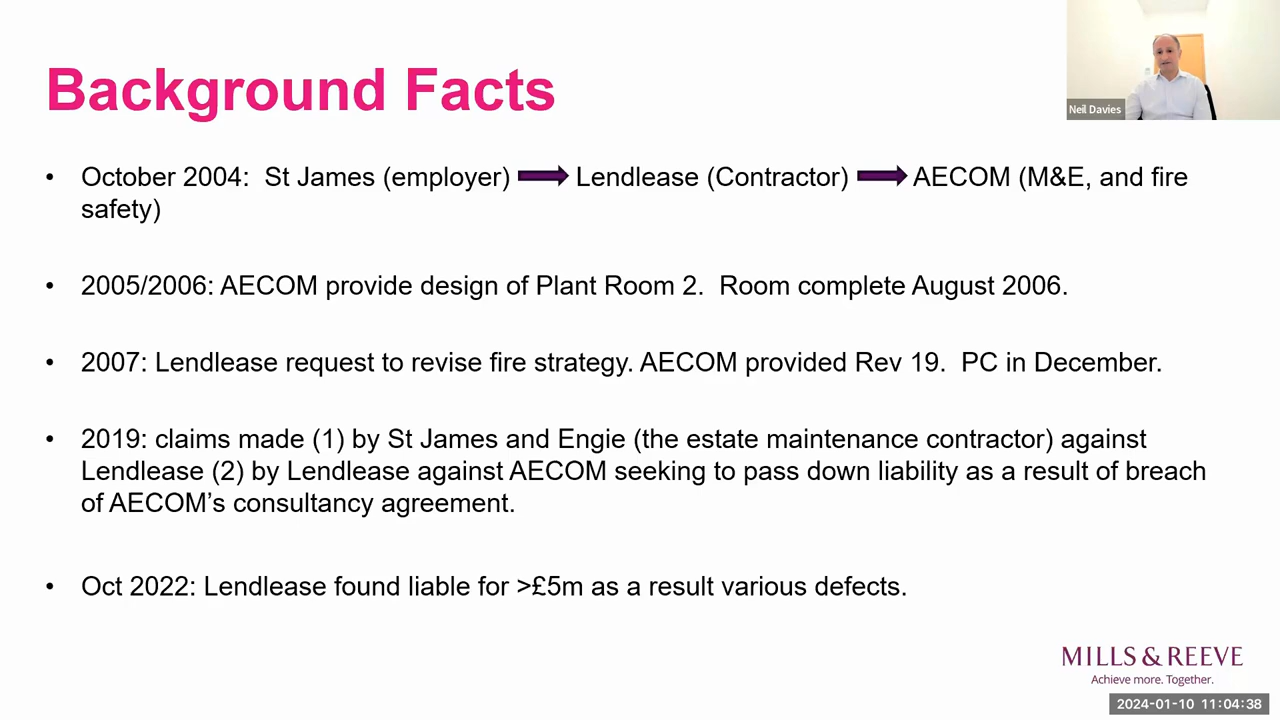 Background Facts
Neil Davies
• October 2004: St James (employer) Lendlease (Contractor) AECOM (M&E, and fire
safety)
• 2005/2006: AECOM provide design of Plant Room 2. Room complete August 2006.
• 2007: Lendlease request to revise fire strategy. AECOM provided Rev 19. PC in December.
• 2019: claims made (1) by St James and Engie (the estate maintenance contractor) against
Lendlease (2) by Lendlease against AECOM seeking to pass down liability as a result of breach
of AECOM’s consultancy agreement.
• Oct 2022: Lendlease found liable for >£5m as a result various defects.
MILLS & REEVE
Achieve more. Together.
2024-01-10 11:04:38